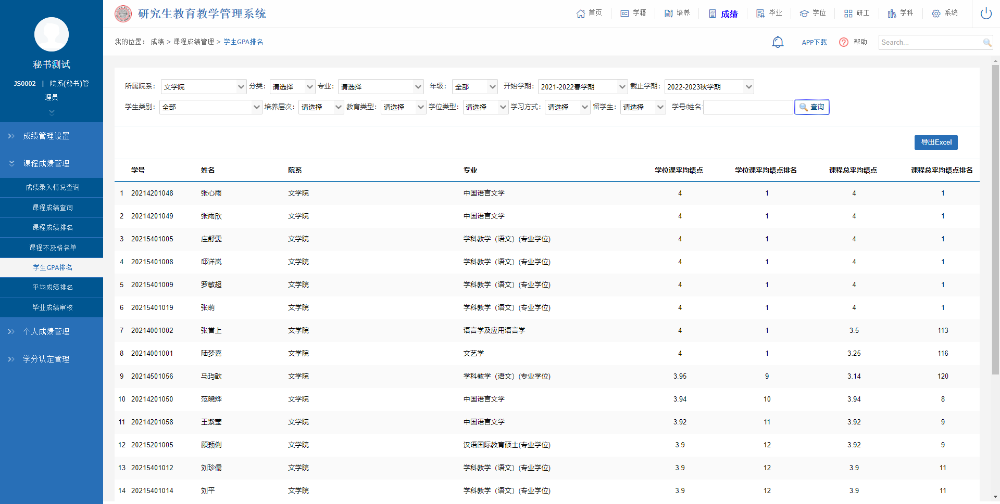 研究生教育教学管理系统
首页 学籍 培养 成绩 毕业 学位 研工 学科 系统
我的位置： 成绩 > 课程成绩管理 > 学生GPA排名
APP下载 帮助 Search...
秘书测试
JS0002 | 院系(秘书)管
理员
成绩管理设置
课程成绩管理
成绩录入情况查询
课程成绩查询
课程成绩排名
课程不及格名单
学生GPA排名
平均成绩排名
毕业成绩审核
个人成绩管理
学分认定管理
所属院系： 文学院 分类： 请选择 专业： 请选择 年级： 全部 开始学期： 2021-2022春学期 截止学期： 2022-2023秋学期
学生类别： 全部 培养层次： 请选择 教育类型： 请选择 学位类型： 请选择 学习方式： 请选择 留学生： 请选择 学号/姓名: 查询
导出Excel
学号 姓名 院系 专业 学位课平均绩点 学位课平均绩点排名 课程总平均绩点 课程总平均绩点排名
1 20214201048 张心雨 文学院 中国语言文学 4 1 4 1
2 20214201049 张雨欣 文学院 中国语言文学 4 1 4 1
3 20215401005 庄舒雯 文学院 学科教学（语文）(专业学位) 4 1 4 1
4 20215401008 邱详岚 文学院 学科教学（语文）(专业学位) 4 1 4 1
5 20215401009 罗敏超 文学院 学科教学（语文）(专业学位) 4 1 4 1
6 20215401019 张萌 文学院 学科教学（语文）(专业学位) 4 1 4 1
7 20214001002 张誉上 文学院 语言学及应用语言学 4 1 3.5 113
8 20214001001 陆梦嘉 文学院 文艺学 4 1 3.25 116
9 20214501056 马玙歆 文学院 学科教学（语文）(专业学位) 3.95 9 3.14 120
10 20214201050 范晓烨 文学院 中国语言文学 3.94 10 3.94 8
11 20214201058 王紫莹 文学院 中国语言文学 3.92 11 3.92 9
12 20215201005 顾颖俐 文学院 汉语国际教育硕士(专业学位) 3.9 12 3.92 9
13 20215401012 刘珍儒 文学院 学科教学（语文）(专业学位) 3.9 12 3.9 11
14 20215401014 刘平 文学院 学科教学（语文）(专业学位) 3.9 12 3.9 11